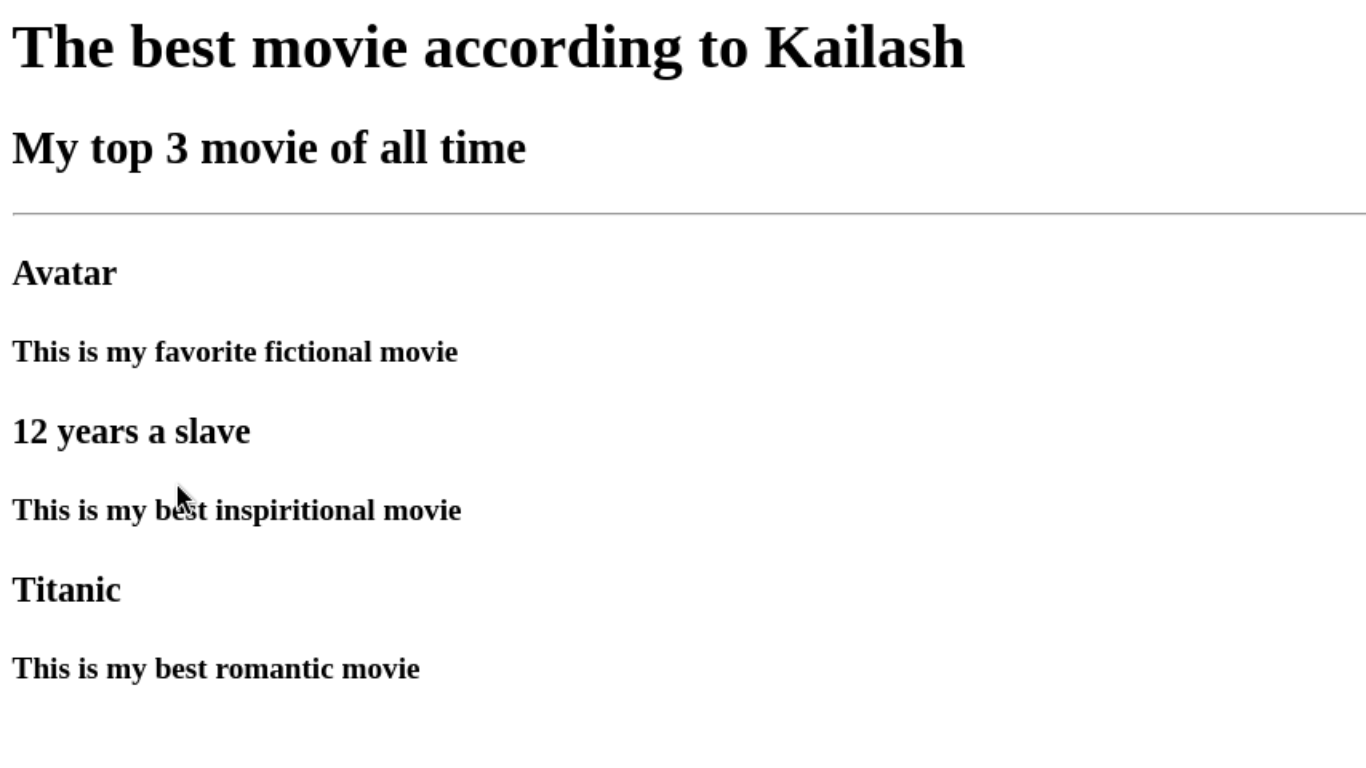 The best movie according to Kailash
My top 3 movie of all time
Avatar
This is my favorite fictional movie
12 years a slave
This is my best inspiritional movie
Titanic
This is my best romantic movie